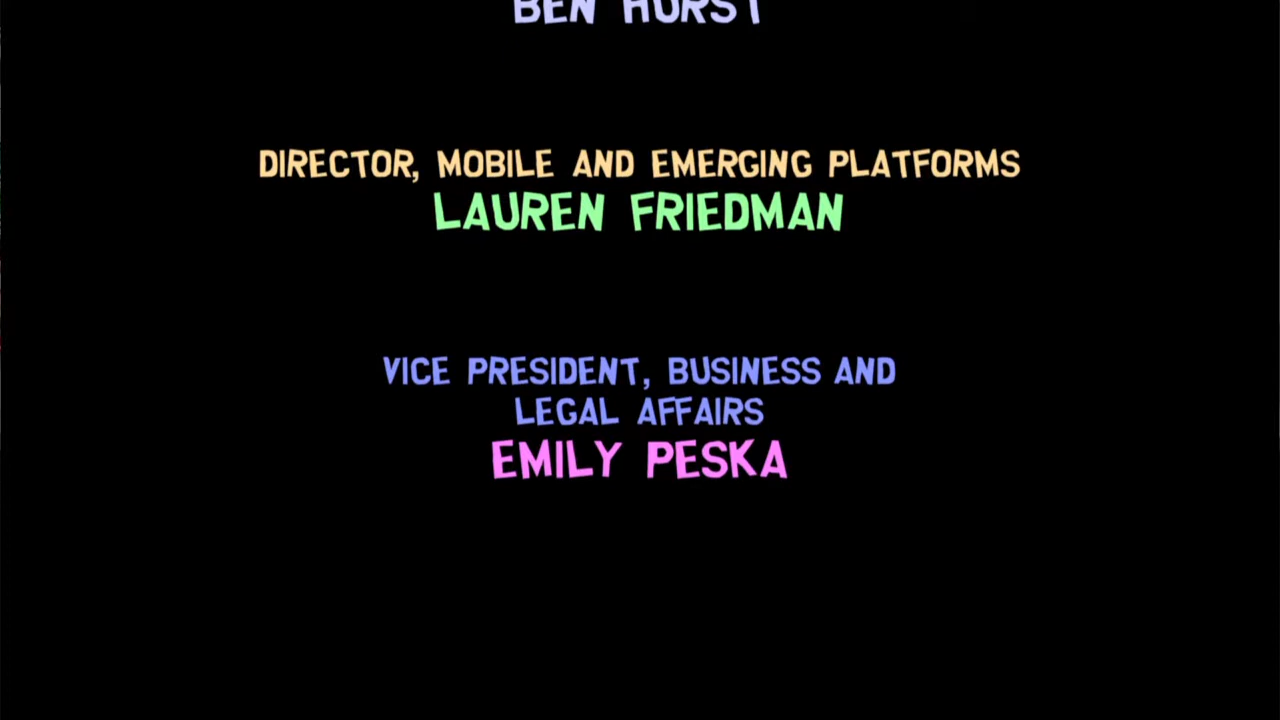 BEN HURST
DIRECTOR, MOBILE AND EMERGING PLATFORMS
LAUREN FRIEDMAN
VICE PRESIDENT, BUSINESS AND
LEGAL AFFAIRS
EMILY PESKA